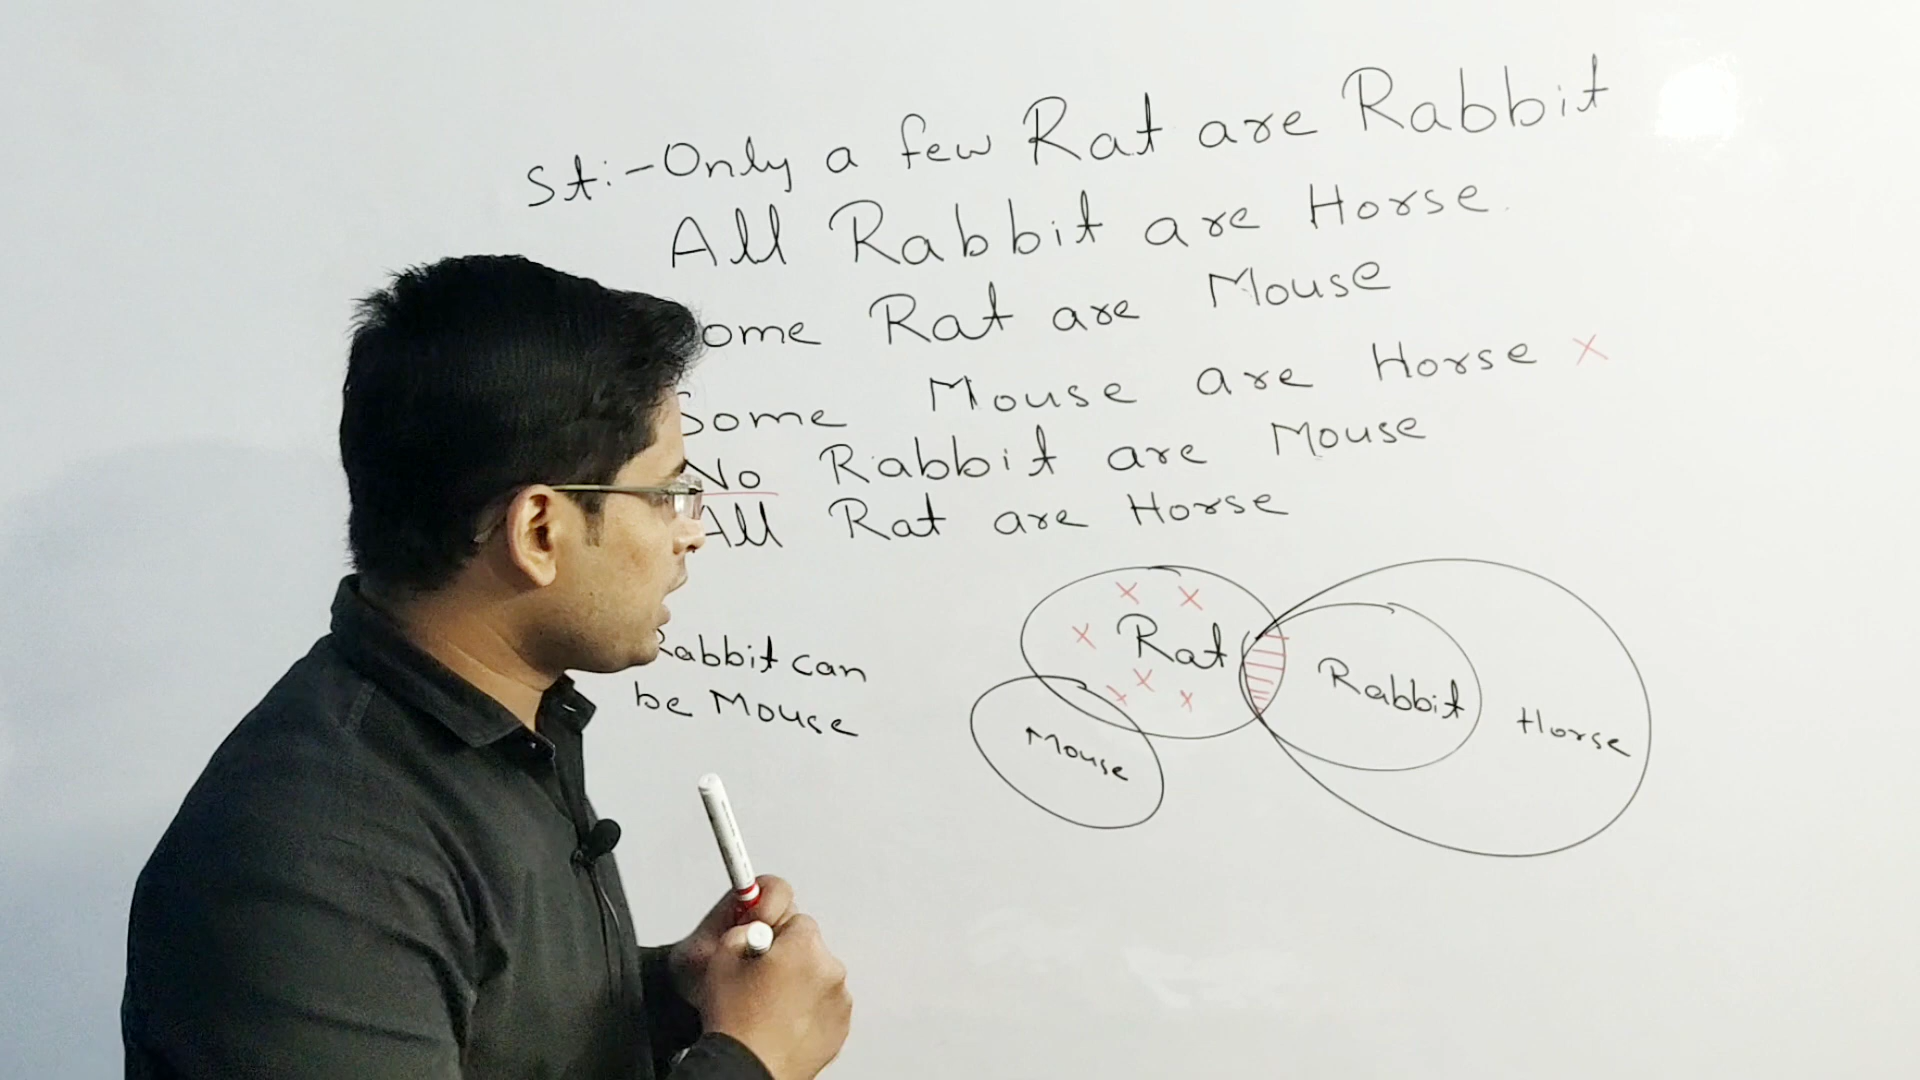 St:-Only a few Rat are Rabbit
All Rabbit are Horse.
ome Rat are Mouse
Some Mouse are Horse ×
No Rabbit are Mouse
All Rat are Horse
Rabbit can
be Mouse
Rat
Rabbit
Horse
Mouse